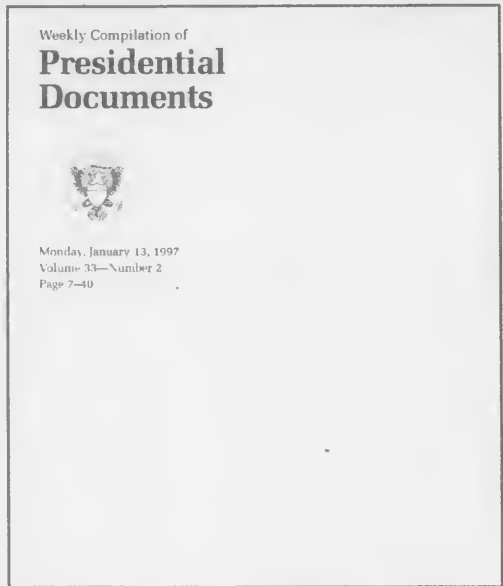 Weekly Compilation of
Presidential
Documents
Monday, January 13, 1997
Volume 33—Number 2
Page 7–40